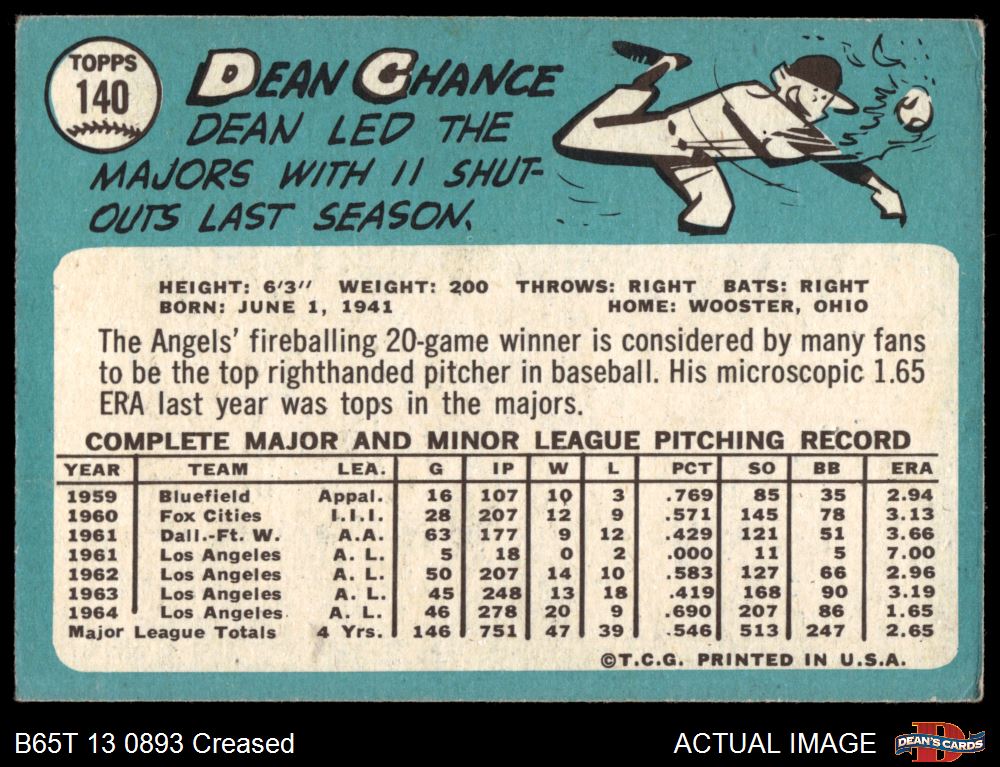 TOPPS
140
DEAN CHANCE
DEAN LED THE
MAJORS WITH 11 SHUT-
OUTS LAST SEASON.
HEIGHT: 6'3" WEIGHT: 200 THROWS: RIGHT BATS: RIGHT
BORN: JUNE 1, 1941 HOME: WOOSTER, OHIO
The Angels' fireballing 20-game winner is considered by many fans
to be the top righthanded pitcher in baseball. His microscopic 1.65
ERA last year was tops in the majors.
COMPLETE MAJOR AND MINOR LEAGUE PITCHING RECORD
YEAR TEAM LEA. G IP W L PCT SO BB ERA
1959 Bluefield Appal. 16 107 10 3 .769 85 35 2.94
1960 Fox Cities I.I.I. 28 207 12 9 .571 145 78 3.13
1961 Dall.-Ft. W. A.A. 63 177 9 12 .429 121 51 3.66
1961 Los Angeles A. L. 5 18 0 2 .000 11 5 7.00
1962 Los Angeles A. L. 50 207 14 10 .583 127 66 2.96
1963 Los Angeles A. L. 45 248 13 18 .419 168 90 3.19
1964 Los Angeles A. L. 46 278 20 9 .690 207 86 1.65
Major League Totals 4 Yrs. 146 751 47 39 .546 513 247 2.65
©T.C.G. PRINTED IN U.S.A.
B65T 13 0893 Creased ACTUAL IMAGE
D
DEAN'S CARDS